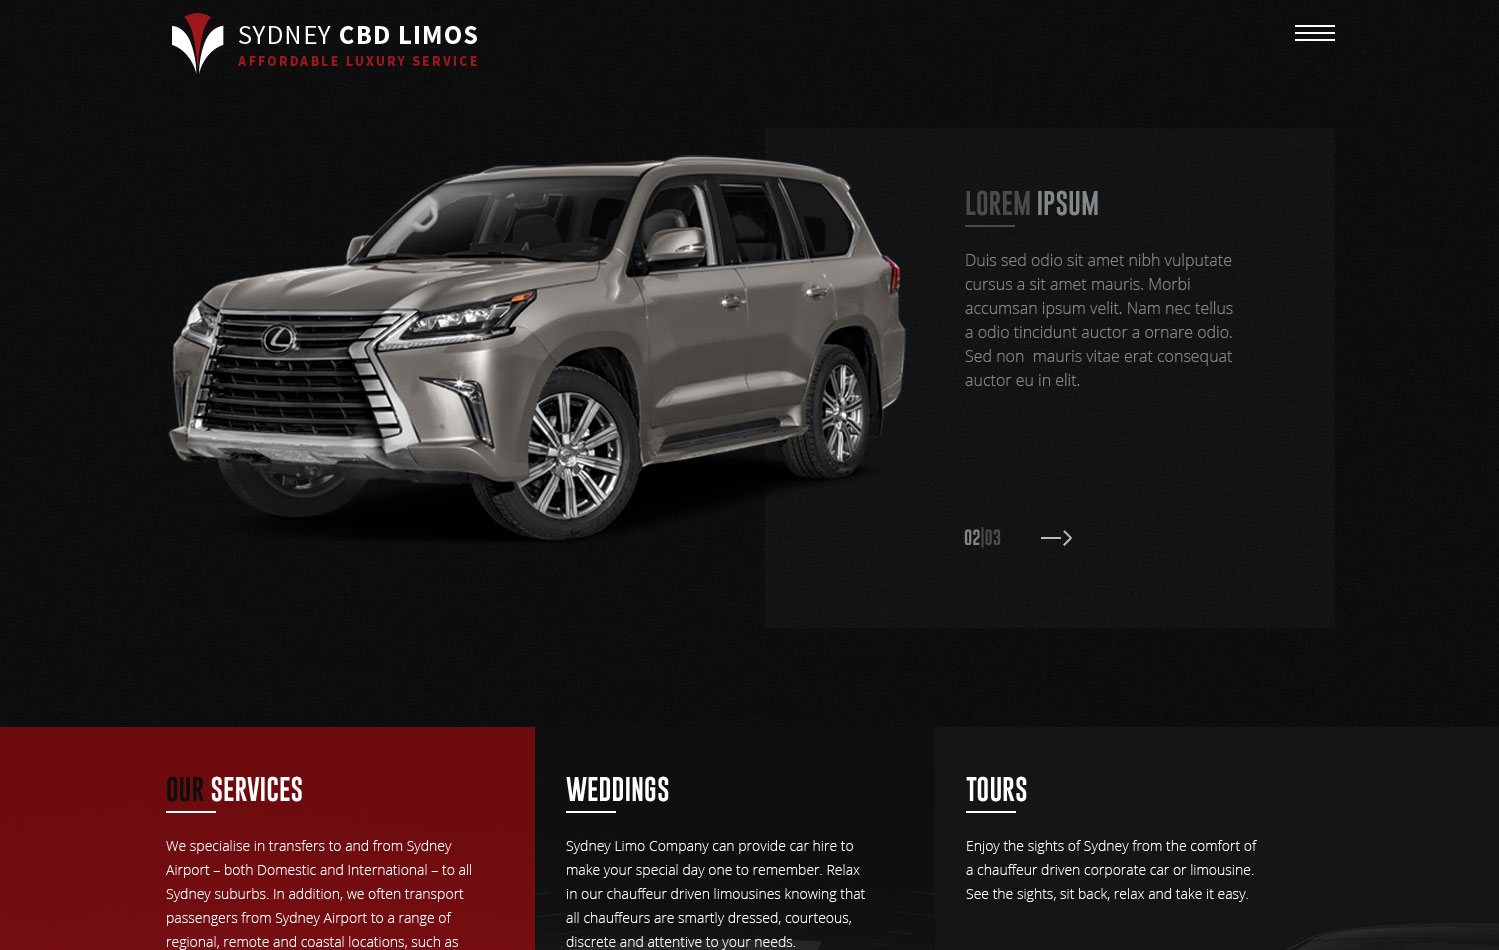 SYDNEY CBD LIMOS
AFFORDABLE LUXURY SERVICE
LOREM IPSUM
Duis sed odio sit amet nibh vulputate
cursus a sit amet mauris. Morbi
accumsan ipsum velit. Nam nec tellus
a odio tincidunt auctor a ornare odio.
Sed non  mauris vitae erat consequat
auctor eu in elit.
02|03
OUR SERVICES
We specialise in transfers to and from Sydney
Airport – both Domestic and International – to all
Sydney suburbs. In addition, we often transport
passengers from Sydney Airport to a range of
regional, remote and coastal locations, such as
WEDDINGS
Sydney Limo Company can provide car hire to
make your special day one to remember. Relax
in our chauffeur driven limousines knowing that
all chauffeurs are smartly dressed, courteous,
discrete and attentive to your needs.
TOURS
Enjoy the sights of Sydney from the comfort of
a chauffeur driven corporate car or limousine.
See the sights, sit back, relax and take it easy.